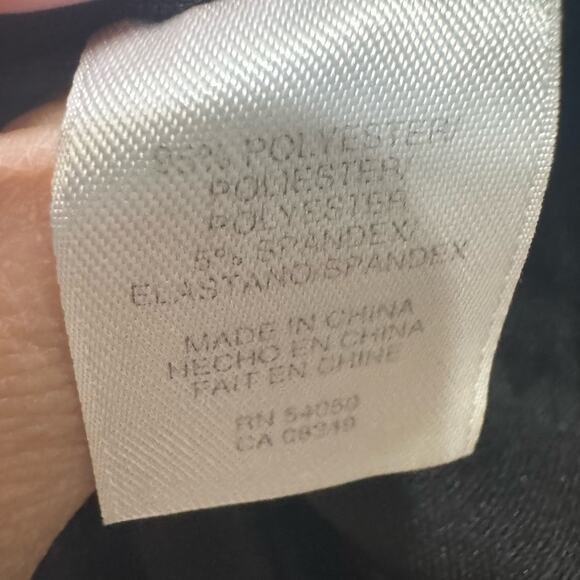 95% POLYESTER/
POLIESTER/
POLYESTER
5% SPANDEX/
ELASTANO/SPANDEX
MADE IN CHINA
HECHO EN CHINA
FAIT EN CHINE
RN 54050
CA 08349